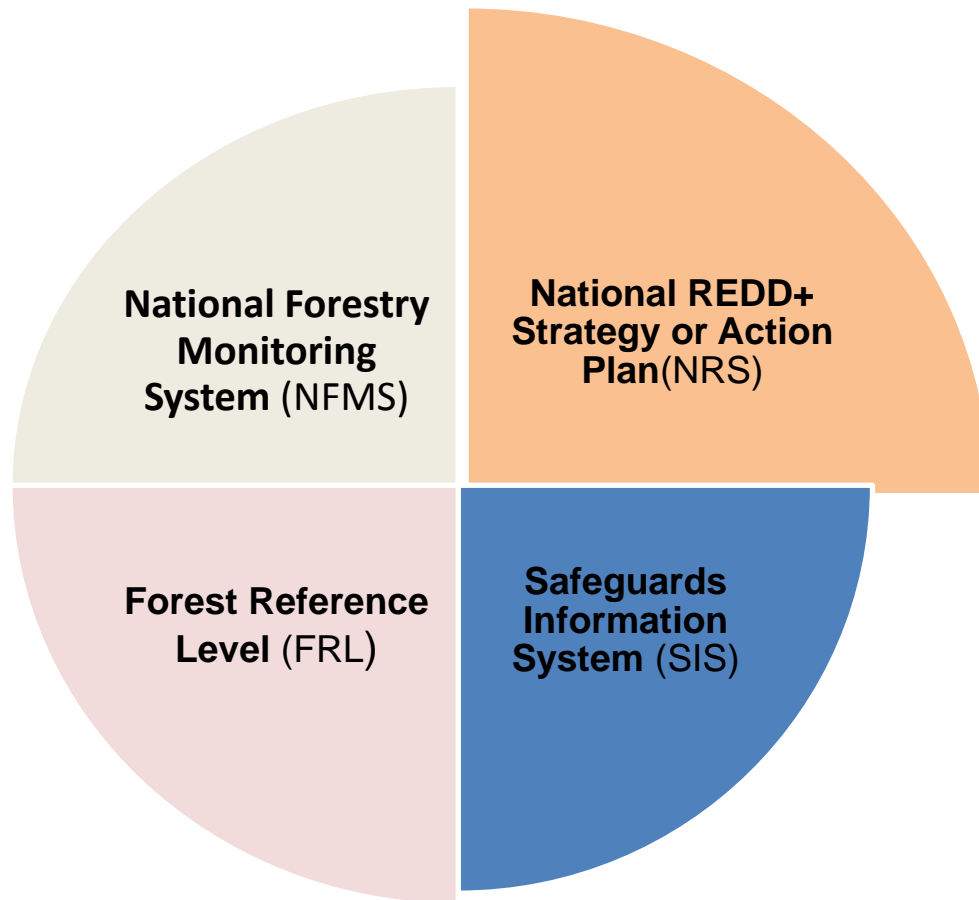 National Forestry
Monitoring
System (NFMS)
National REDD+
Strategy or Action
Plan(NRS)
Forest Reference
Level (FRL)
Safeguards
Information
System (SIS)